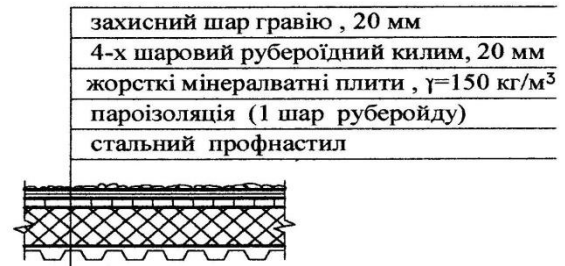 захисний шар гравію , 20 мм
4-х шаровий рубероїдний килим, 20 мм
жорсткі мінералватні плити , γ=150 кг/м³
пароізоляція (1 шар руберойду)
стальний профнастил